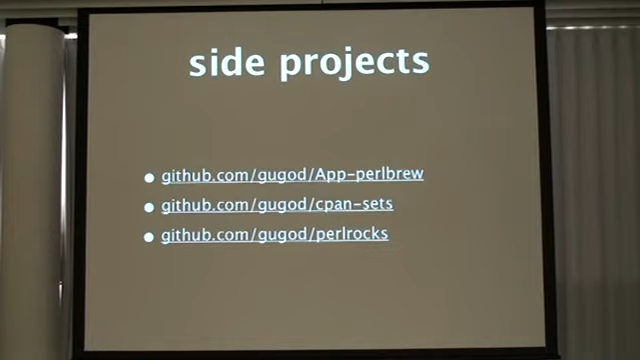 side projects
• github.com/gugod/App-perlbrew
• github.com/gugod/cpan-sets
• github.com/gugod/perlrocks